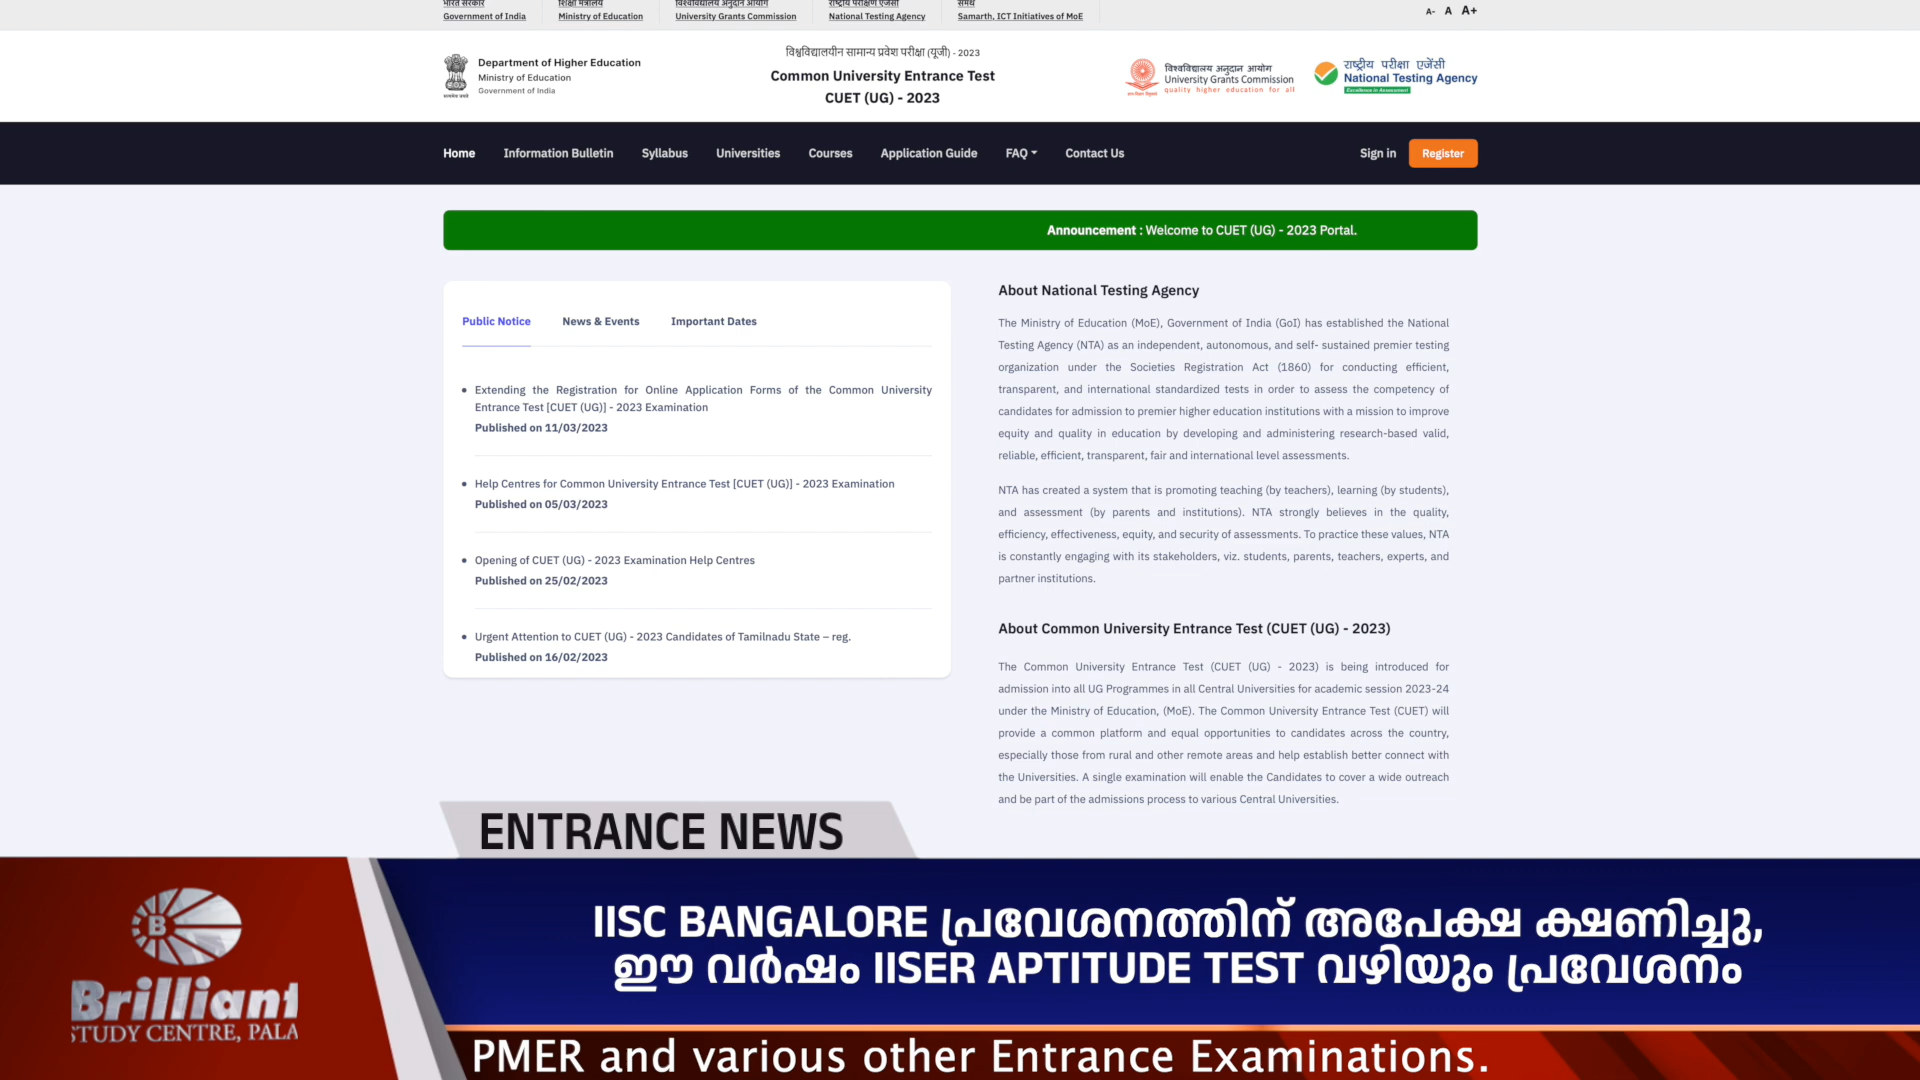 भारत सरकार
Government of India
शिक्षा मंत्रालय
Ministry of Education
विश्वविद्यालय अनुदान आयोग
University Grants Commission
राष्ट्रीय परीक्षण एजेंसी
National Testing Agency
समर्थ
Samarth, ICT Initiatives of MoE
A- A A+
Department of Higher Education
Ministry of Education
Government of India
सत्यमेव जयते
विश्वविद्यालयीन सामान्य प्रवेश परीक्षा (यूजी) - 2023
Common University Entrance Test
CUET (UG) - 2023
विश्वविद्यालय अनुदान आयोग
University Grants Commission
quality higher education for all
राष्ट्रीय परीक्षा एजेंसी
National Testing Agency
Excellence in Assessment
Home Information Bulletin Syllabus Universities Courses Application Guide FAQ Contact Us Sign in Register
Announcement : Welcome to CUET (UG) - 2023 Portal.
Public Notice News & Events Important Dates
Extending the Registration for Online Application Forms of the Common University
Entrance Test [CUET (UG)] - 2023 Examination
Published on 11/03/2023
Help Centres for Common University Entrance Test [CUET (UG)] - 2023 Examination
Published on 05/03/2023
Opening of CUET (UG) - 2023 Examination Help Centres
Published on 25/02/2023
Urgent Attention to CUET (UG) - 2023 Candidates of Tamilnadu State – reg.
Published on 16/02/2023
About National Testing Agency
The Ministry of Education (MoE), Government of India (GoI) has established the National
Testing Agency (NTA) as an independent, autonomous, and self- sustained premier testing
organization under the Societies Registration Act (1860) for conducting efficient,
transparent, and international standardized tests in order to assess the competency of
candidates for admission to premier higher education institutions with a mission to improve
equity and quality in education by developing and administering research-based valid,
reliable, efficient, transparent, fair and international level assessments.
NTA has created a system that is promoting teaching (by teachers), learning (by students),
and assessment (by parents and institutions). NTA strongly believes in the quality,
efficiency, effectiveness, equity, and security of assessments. To practice these values, NTA
is constantly engaging with its stakeholders, viz. students, parents, teachers, experts, and
partner institutions.
About Common University Entrance Test (CUET (UG) - 2023)
The Common University Entrance Test (CUET (UG) - 2023) is being introduced for
admission into all UG Programmes in all Central Universities for academic session 2023-24
under the Ministry of Education, (MoE). The Common University Entrance Test (CUET) will
provide a common platform and equal opportunities to candidates across the country,
especially those from rural and other remote areas and help establish better connect with
the Universities. A single examination will enable the Candidates to cover a wide outreach
and be part of the admissions process to various Central Universities.
ENTRANCE NEWS
B
Brilliant
STUDY CENTRE, PALA
IISC BANGALORE പ്രവേശനത്തിന് അപേക്ഷ ക്ഷണിച്ചു,
ഈ വർഷം IISER APTITUDE TEST വഴിയും പ്രവേശനം
PMER and various other Entrance Examinations.